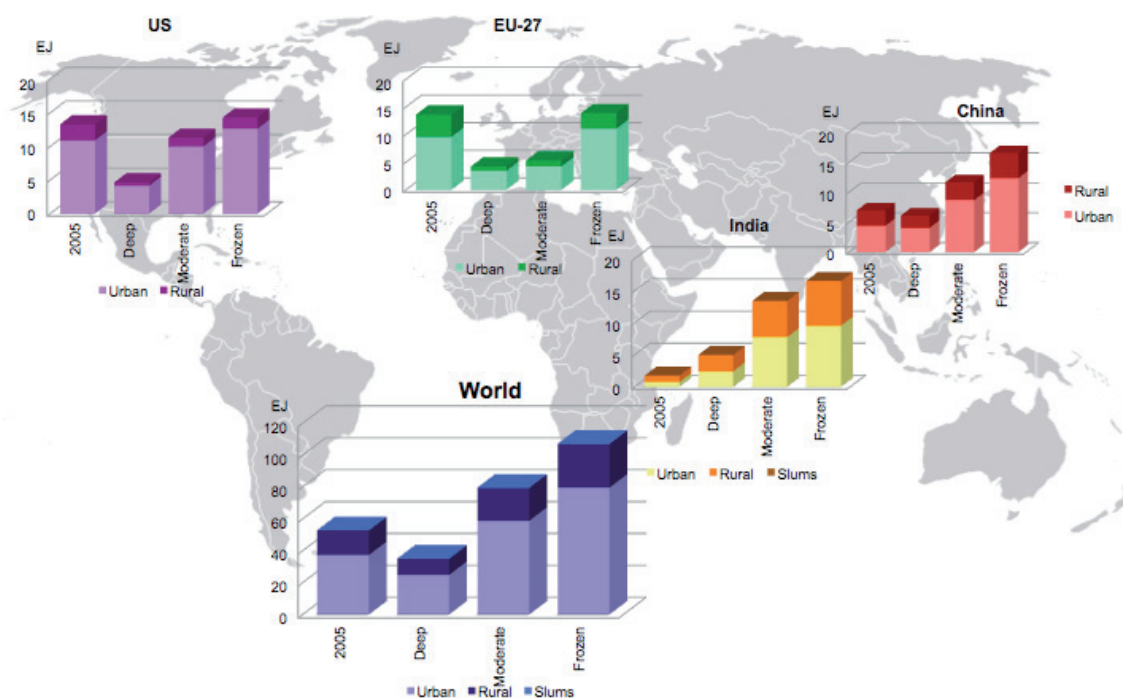 US
EJ
20
15
10
5
0
2005
Deep
Moderate
Frozen
Urban
Rural
EU-27
EJ
20
15
10
5
0
2005
Deep
Moderate
Frozen
Urban
Rural
China
EJ
20
15
10
5
0
2005
Deep
Moderate
Frozen
Rural
Urban
India
EJ
20
15
10
5
0
2005
Deep
Moderate
Frozen
Urban
Rural
Slums
World
EJ
120
100
80
60
40
20
0
2005
Deep
Moderate
Frozen
Urban
Rural
Slums